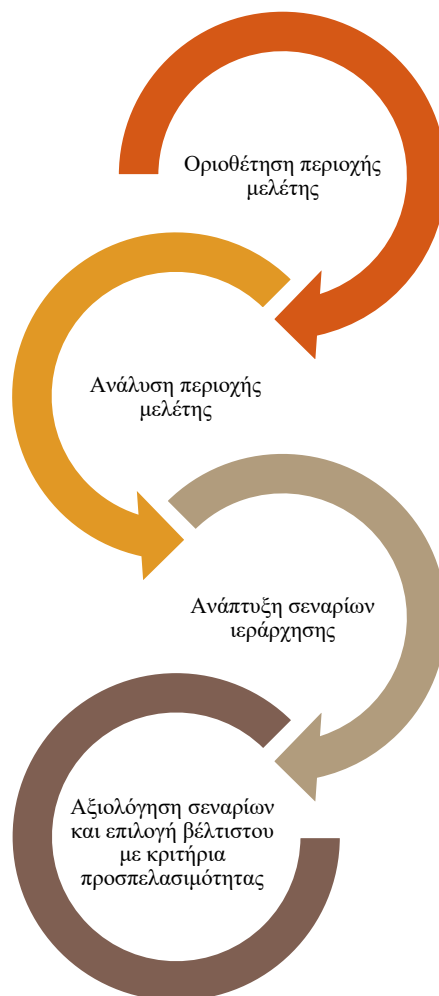 Οριοθέτηση περιοχής
μελέτης
Ανάλυση περιοχής
μελέτης
Ανάπτυξη σεναρίων
ιεράρχησης
Αξιολόγηση σεναρίων
και επιλογή βέλτιστου
με κριτήρια
προσπελασιμότητας